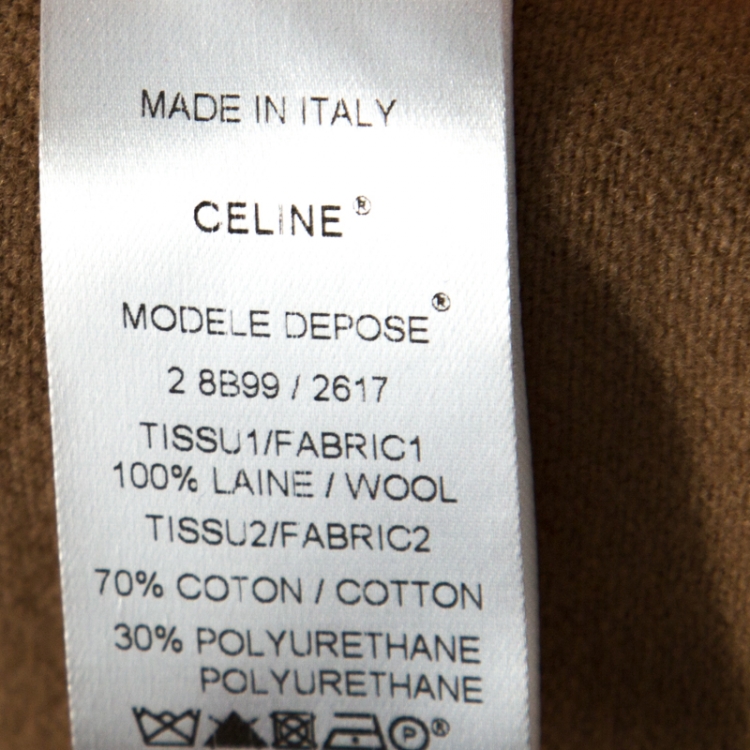 MADE IN ITALY
CELINE®
MODELE DEPOSE®
2 8B99 / 2617
TISSU1/FABRIC1
100% LAINE / WOOL
TISSU2/FABRIC2
70% COTON / COTTON
30% POLYURETHANE
POLYURETHANE
P®